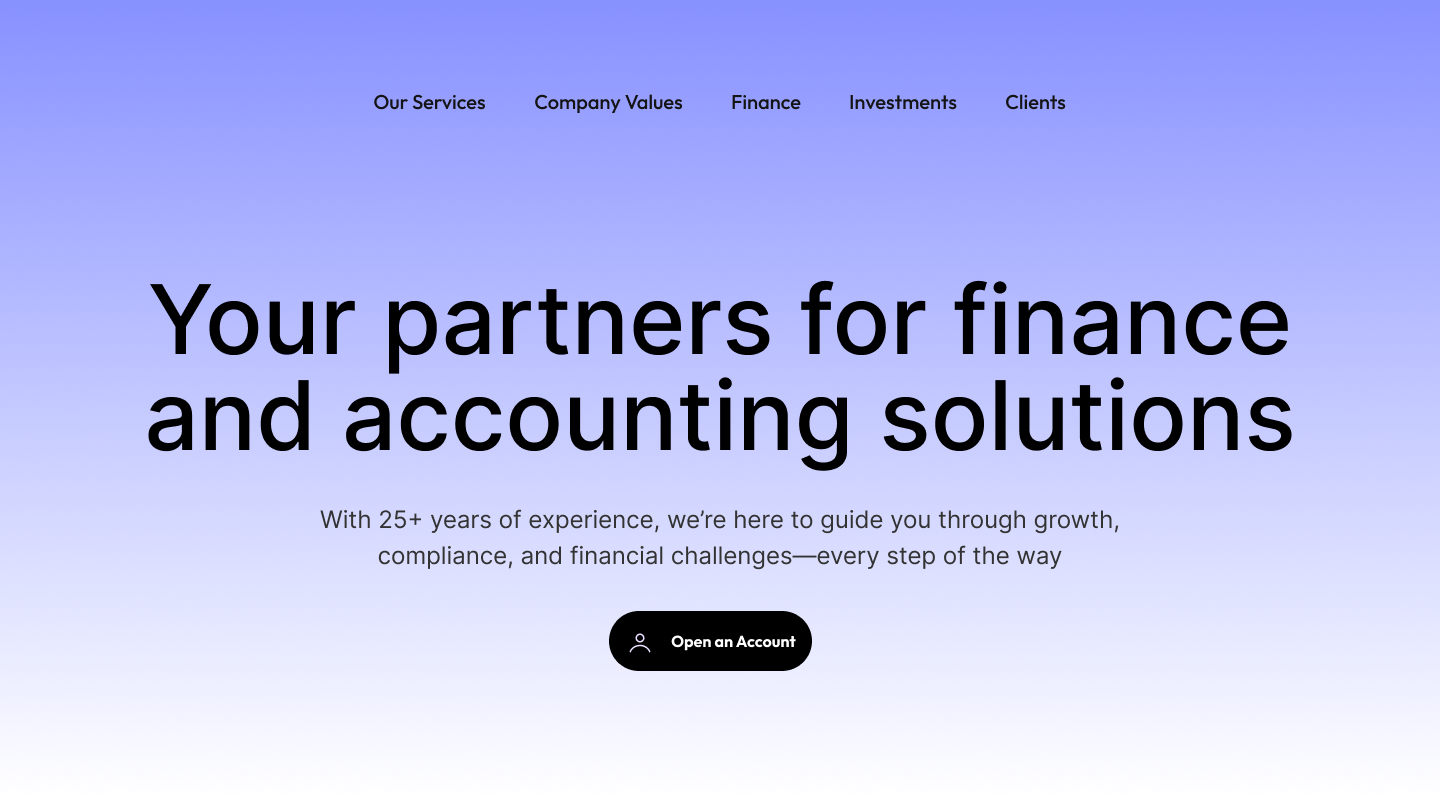 Our Services Company Values Finance Investments Clients
Your partners for finance
and accounting solutions
With 25+ years of experience, we’re here to guide you through growth,
compliance, and financial challenges—every step of the way
Open an Account